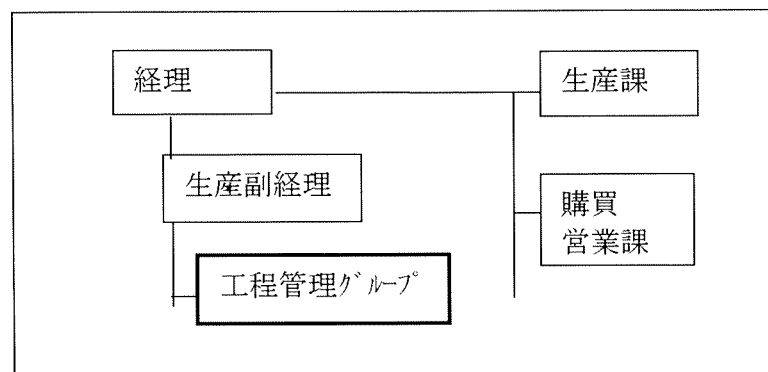 経理
生産課
生産副経理
購買
営業課
工程管理ｸﾞﾙｰﾌﾟ